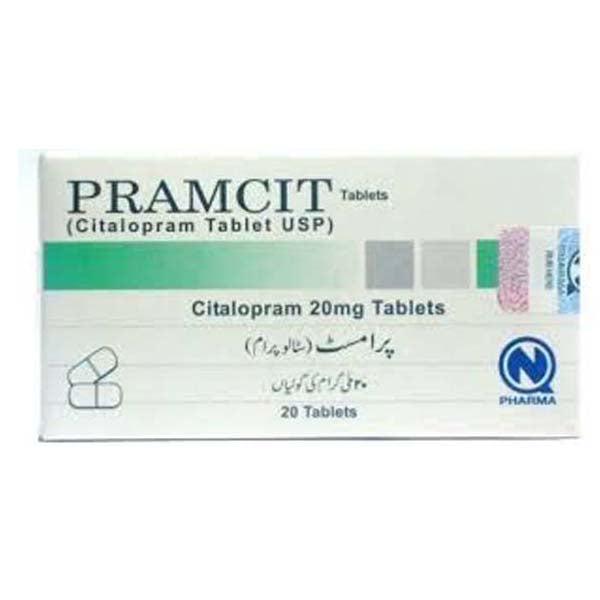 PRAMCIT Tablets
(Citalopram Tablet USP)
Citalopram 20mg Tablets
پرامسٹ (سٹالوپرام)
۲۰ ملی گرام کی گولیاں
20 Tablets
PHARMA